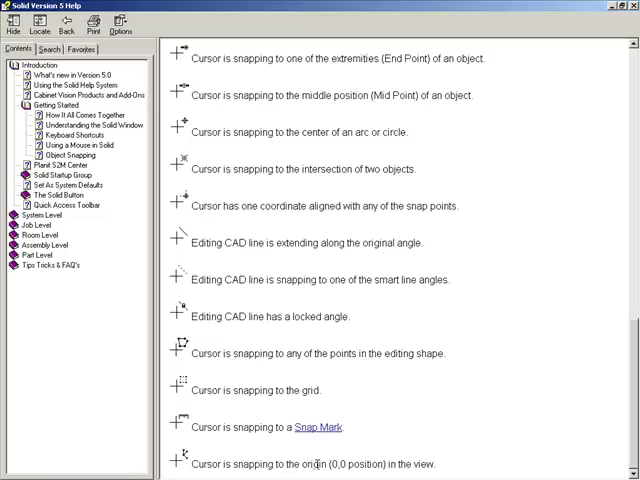 Solid Version 5 Help
Hide Locate Back Print Options
Contents Search Favorites
Introduction
What's new in Version 5.0
Using the Solid Help System
Cabinet Vision Products and Add-Ons
Getting Started
How It All Comes Together
Understanding the Solid Window
Keyboard Shortcuts
Using a Mouse in Solid
Object Snapping
Planit S2M Center
Solid Startup Group
Set As System Defaults
The Solid Button
Quick Access Toolbar
System Level
Job Level
Room Level
Assembly Level
Part Level
Tips Tricks & FAQ's
Cursor is snapping to one of the extremities (End Point) of an object.
Cursor is snapping to the middle position (Mid Point) of an object.
Cursor is snapping to the center of an arc or circle.
Cursor is snapping to the intersection of two objects.
Cursor has one coordinate aligned with any of the snap points.
Editing CAD line is extending along the original angle.
Editing CAD line is snapping to one of the smart line angles.
Editing CAD line has a locked angle.
Cursor is snapping to any of the points in the editing shape.
Cursor is snapping to the grid.
Cursor is snapping to a Snap Mark.
Cursor is snapping to the origin (0,0 position) in the view.